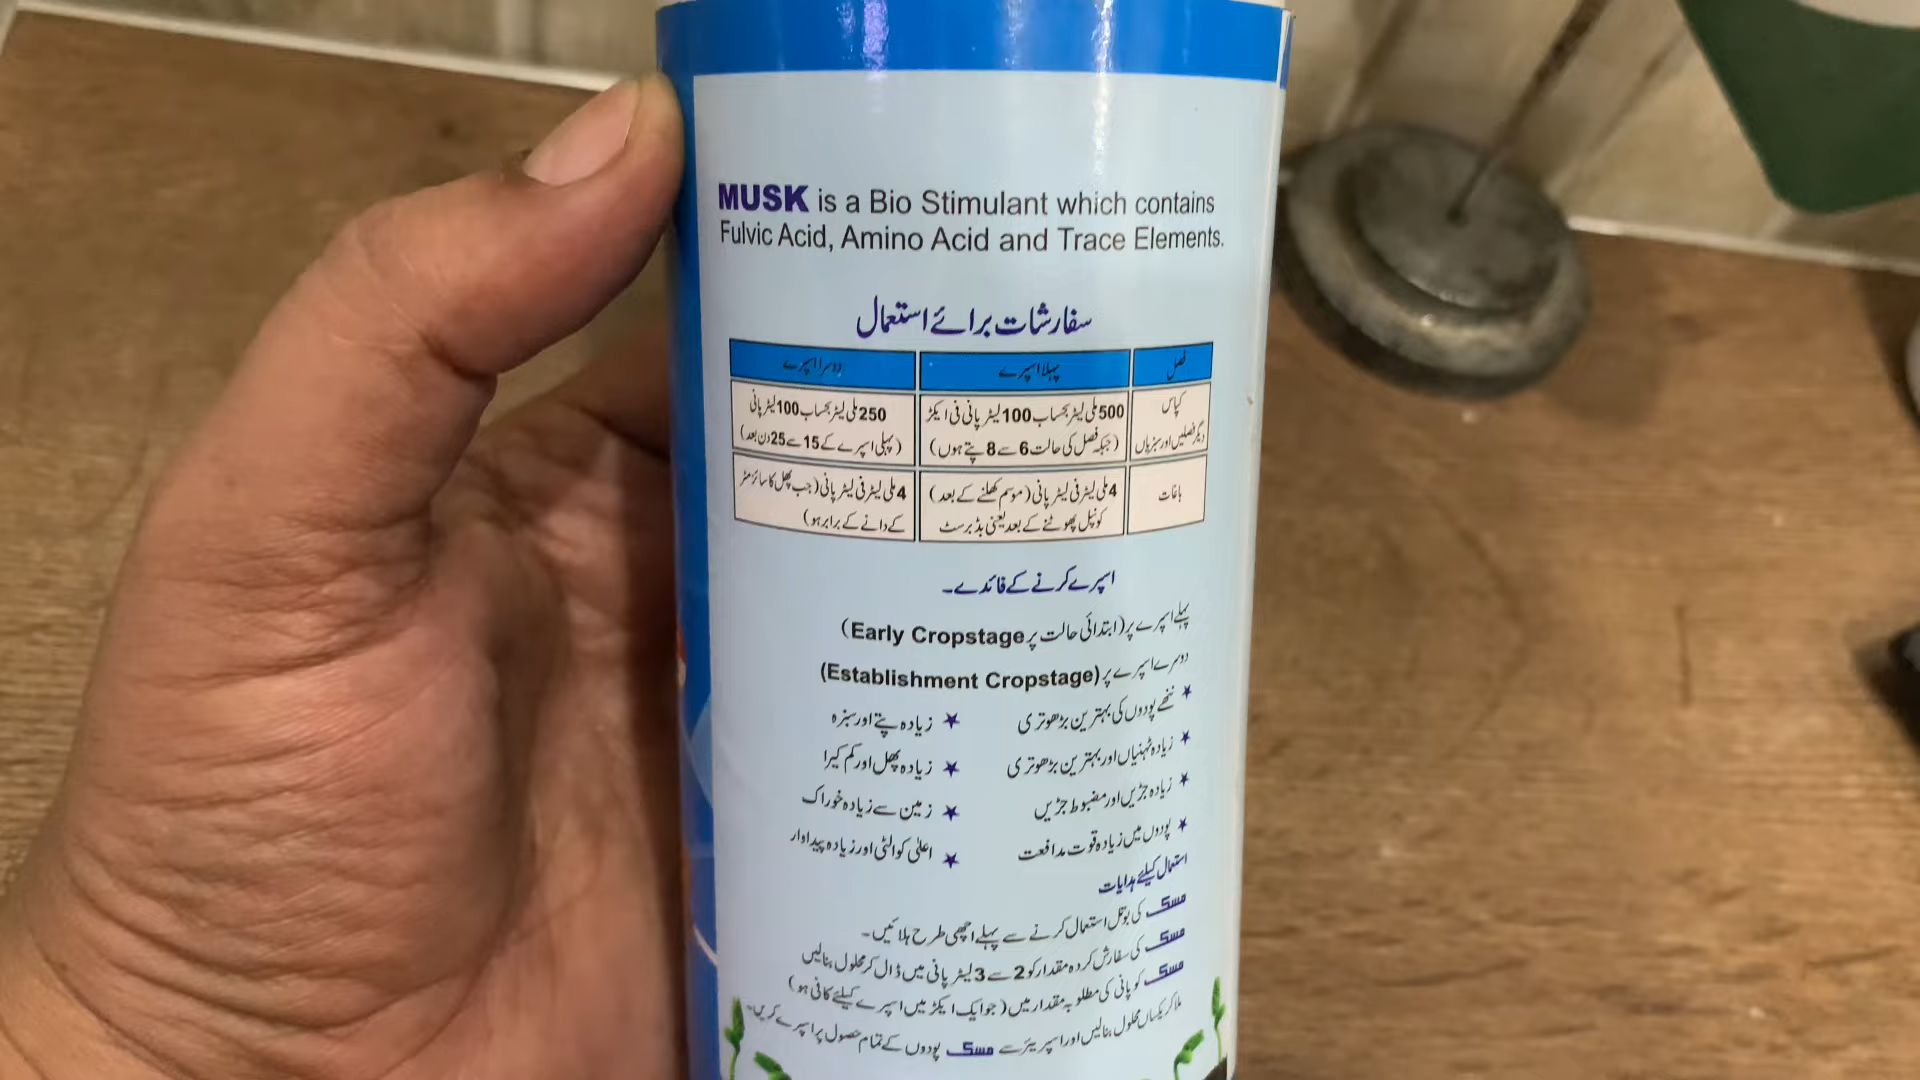 MUSK is a Bio Stimulant which contains
Fulvic Acid, Amino Acid and Trace Elements.
سفارشات برائے استعمال
فصل
پہلا اسپرے
دوسرا اسپرے
کپاس
دیگر فصلیں اور سبزیاں
500 ملی لیٹر بحساب 100 لیٹر پانی فی ایکڑ
(جبکہ فصل کی حالت 6 سے 8 پتے ہوں)
250 ملی لیٹر بحساب 100 لیٹر پانی
(پہلی اسپرے کے 15 سے 25 دن بعد)
باغات
4 ملی لیٹر فی لیٹر پانی (موسم کھلنے کے بعد)
کونپل پھوٹنے کے بعد یعنی بڈ برسٹ
4 ملی لیٹر فی لیٹر پانی (جب پھل کا سائز مٹر
کے دانے کے برابر ہو)
اسپرے کرنے کے فائدے۔
پہلے اسپرے پر (ابتدائی حالت پر Early Cropstage)
دوسرے اسپرے پر (Establishment Cropstage)
★ ننھے پودوں کی بہترین بڑھوتری
★ زیادہ پتے اور سبزہ
★ زیادہ ٹہنیاں اور بہترین بڑھوتری
★ زیادہ پھل اور کم کیرا
★ زیادہ جڑیں اور مضبوط جڑیں
★ زمین سے زیادہ خوراک
★ پودوں میں زیادہ قوت مدافعت
★ اعلٰی کوالٹی اور زیادہ پیداوار
استعمال کیلئے ہدایات
مسک کی بوتل استعمال کرنے سے پہلے اچھی طرح ہلائیں۔
مسک کی سفارش کردہ مقدار کو 2 سے 3 لیٹر پانی میں ڈال کر محلول بنالیں
مسک کو پانی کی مطلوبہ مقدار میں (جو ایک ایکڑ میں اسپرے کیلئے کافی ہو)
ملا کر یکساں محلول بنالیں اور اسپریئر سے مسک پودوں کے تمام حصوں پر اسپرے کریں۔